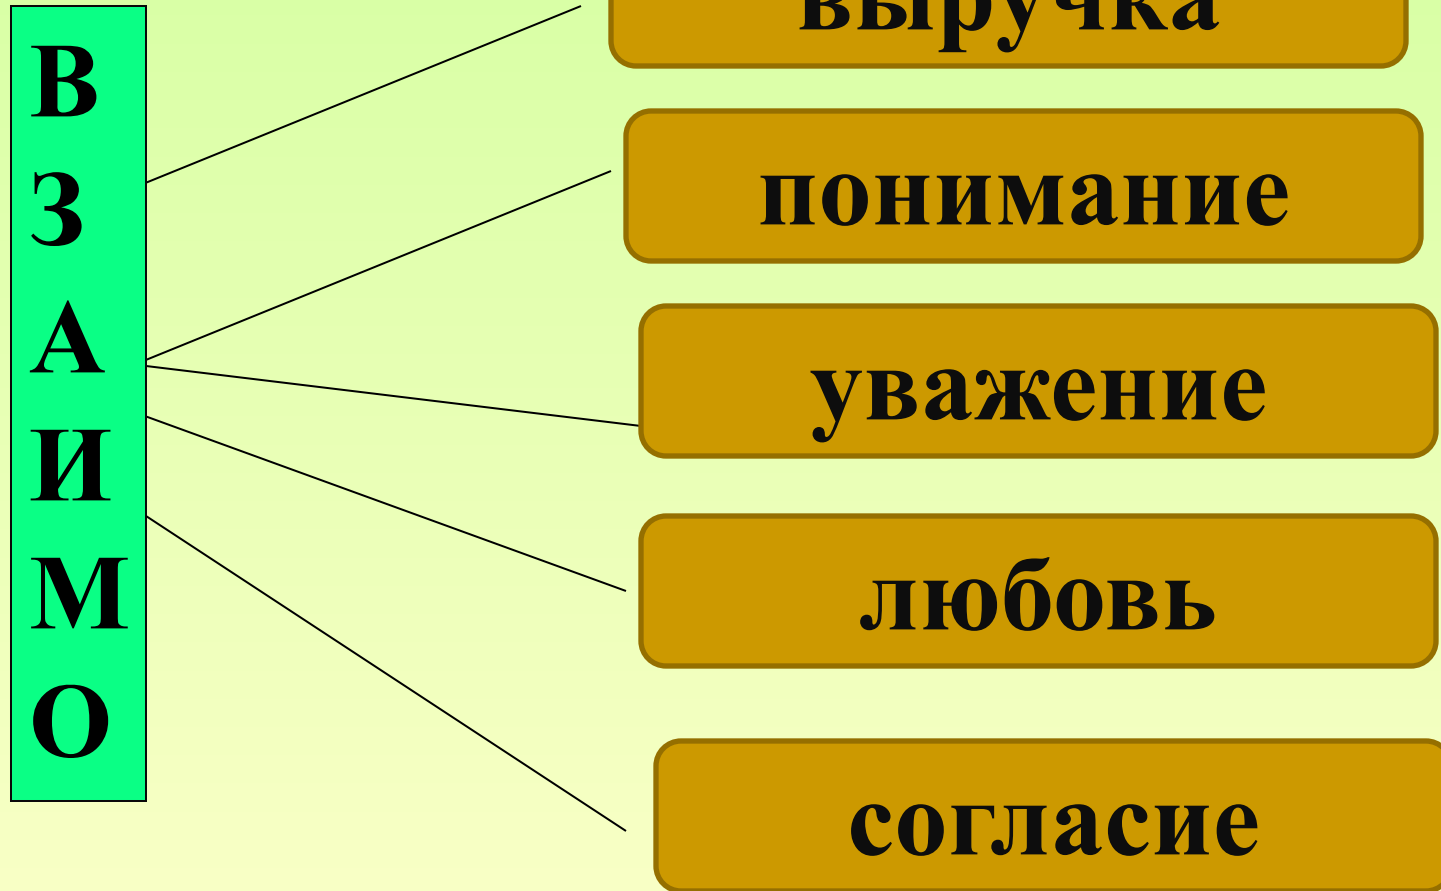 В
З
А
И
М
О
выручка
понимание
уважение
любовь
согласие